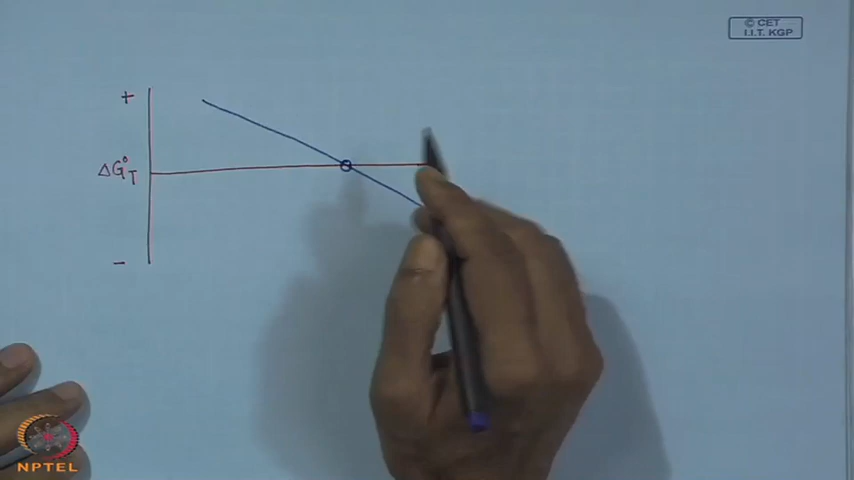 © CET
I.I.T. KGP
+
ΔG°T
−
NPTEL